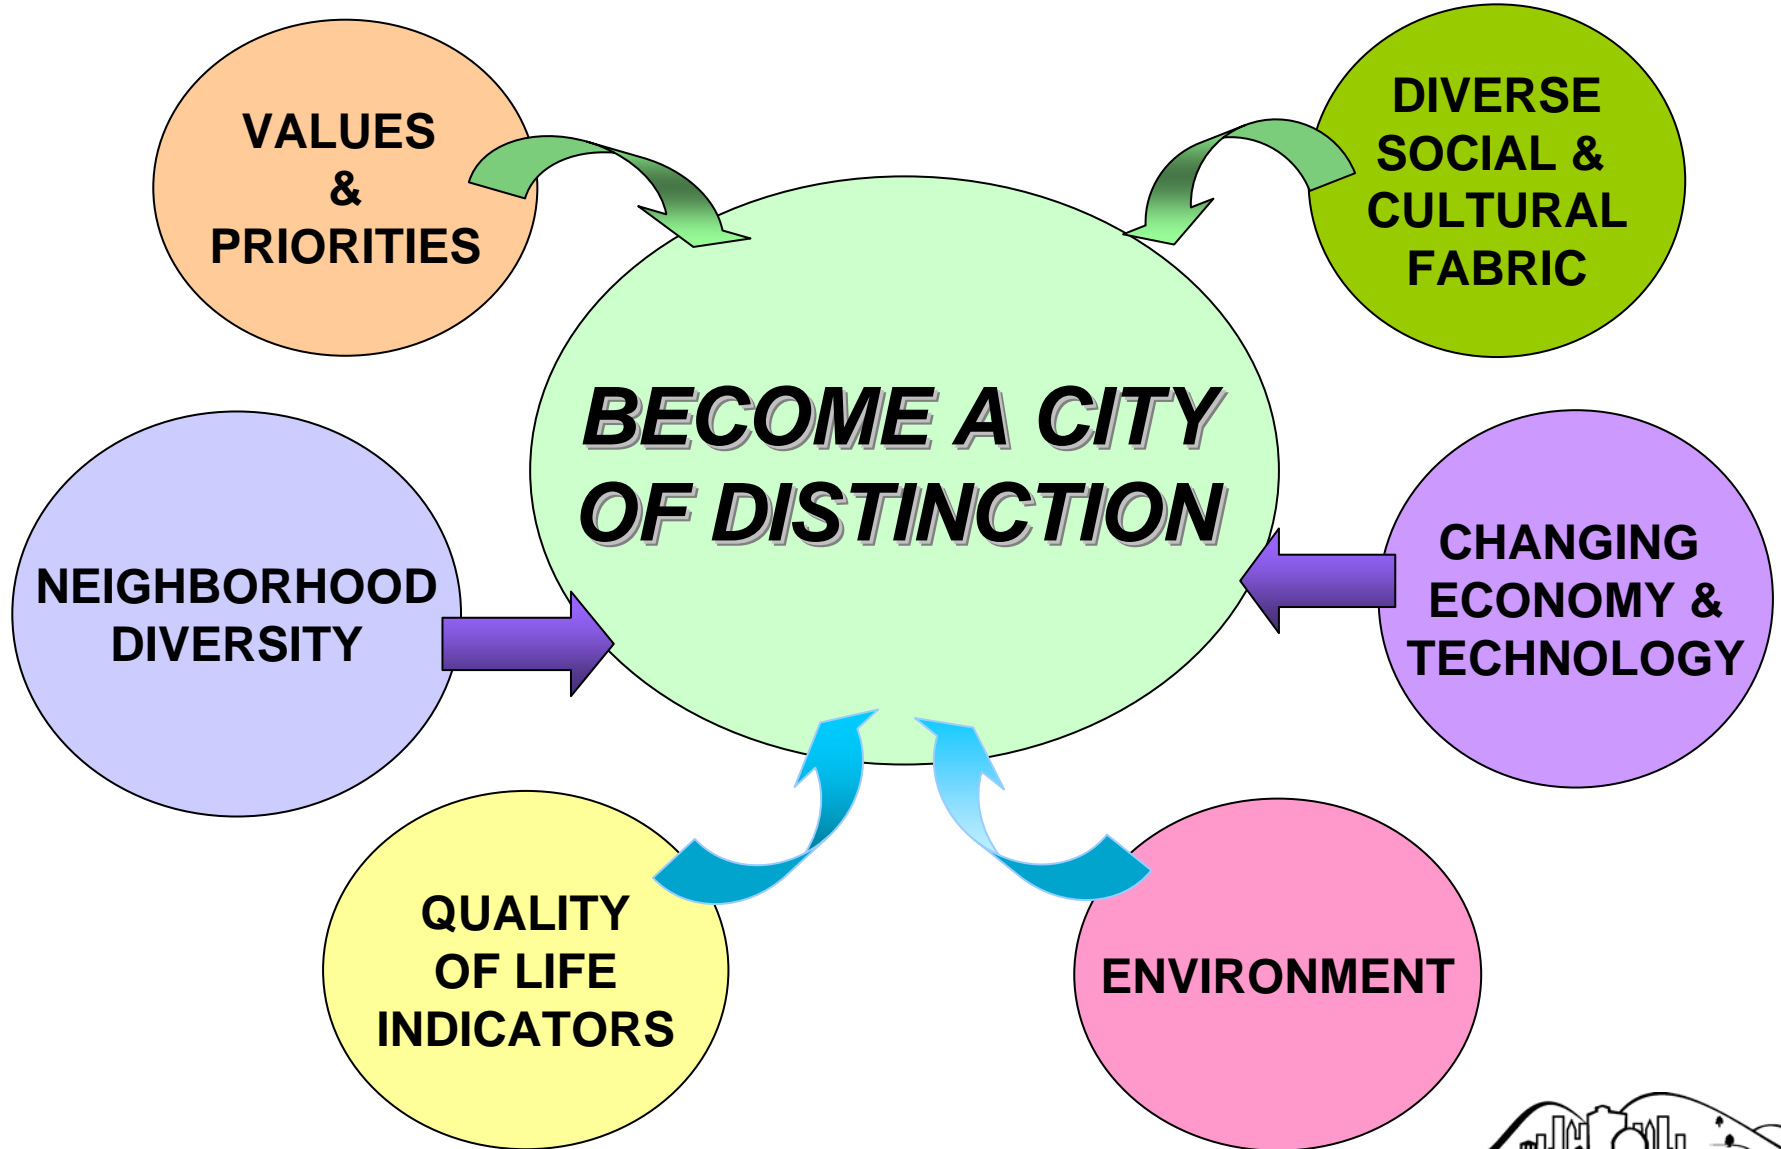 VALUES
&
PRIORITIES
DIVERSE
SOCIAL &
CULTURAL
FABRIC
BECOME A CITY
OF DISTINCTION
NEIGHBORHOOD
DIVERSITY
CHANGING
ECONOMY &
TECHNOLOGY
QUALITY
OF LIFE
INDICATORS
ENVIRONMENT